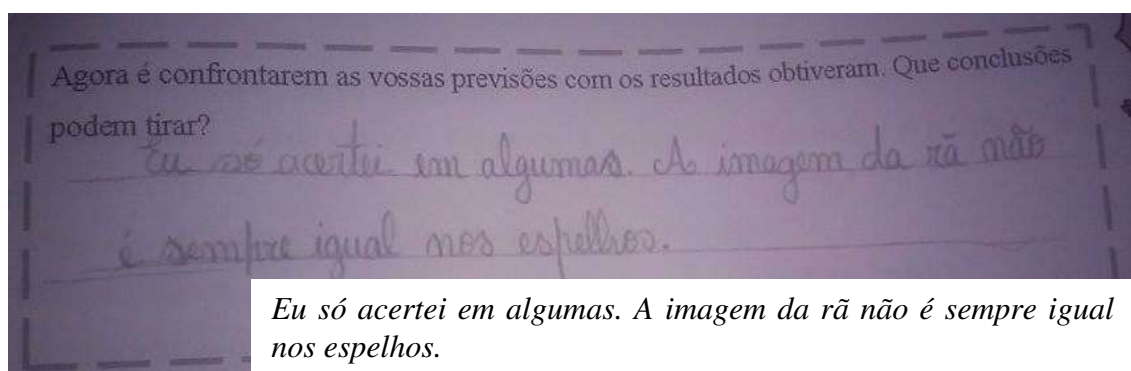 Agora é confrontarem as vossas previsões com os resultados obtiveram. Que conclusões
podem tirar?
Eu só acertei em algumas. A imagem da rã não
é sempre igual nos espelhos.
Eu só acertei em algumas. A imagem da rã não é sempre igual
nos espelhos.